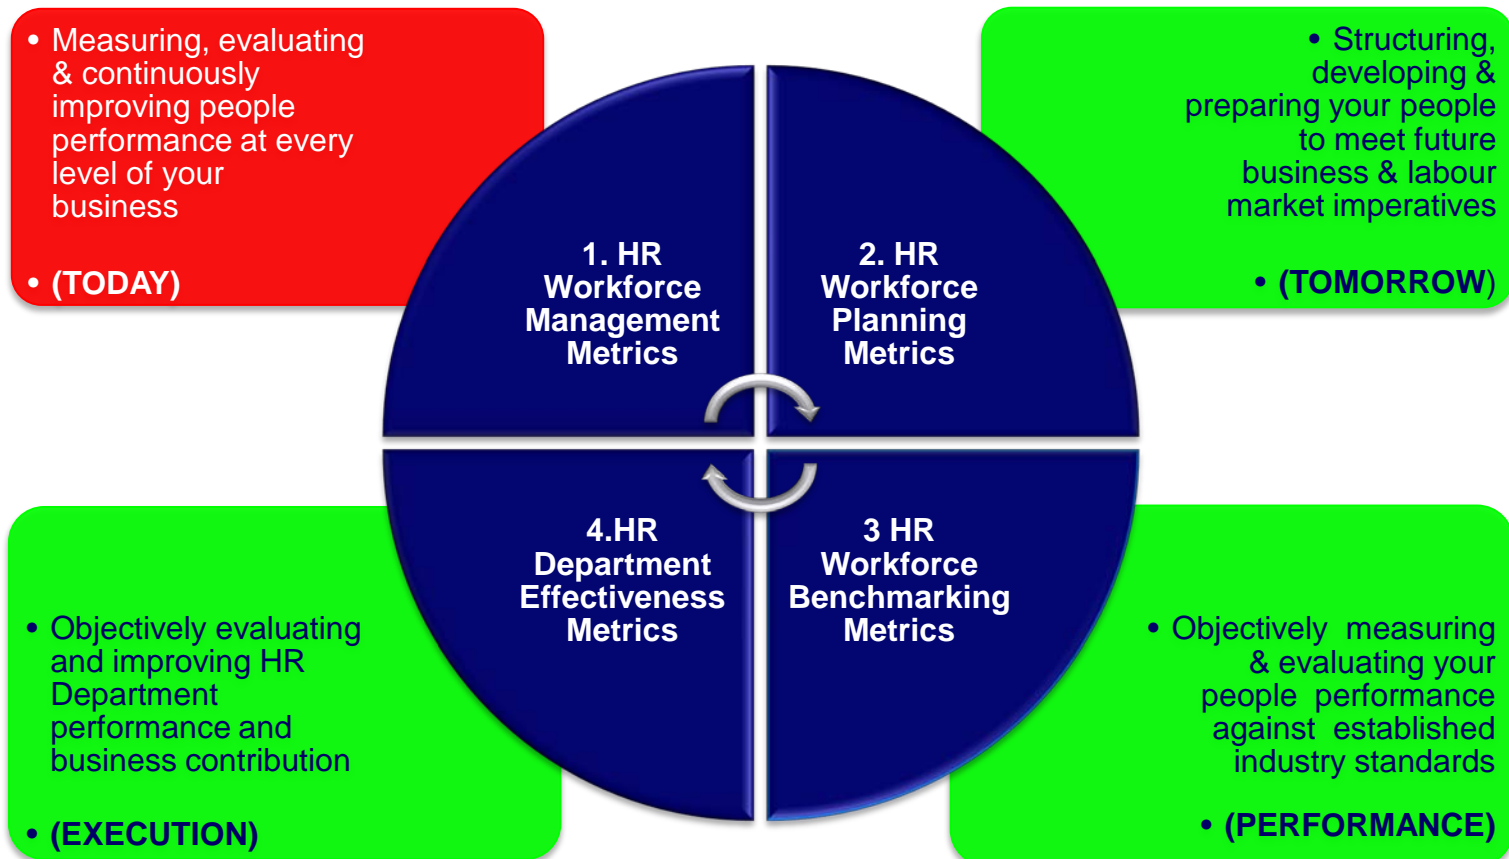 • Measuring, evaluating
& continuously
improving people
performance at every
level of your
business
• (TODAY)
• Structuring,
developing &
preparing your people
to meet future
business & labour
market imperatives
• (TOMORROW)
1. HR
Workforce
Management
Metrics
2. HR
Workforce
Planning
Metrics
4.HR
Department
Effectiveness
Metrics
3 HR
Workforce
Benchmarking
Metrics
• Objectively evaluating
and improving HR
Department
performance and
business contribution
• (EXECUTION)
• Objectively measuring
& evaluating your
people performance
against established
industry standards
• (PERFORMANCE)